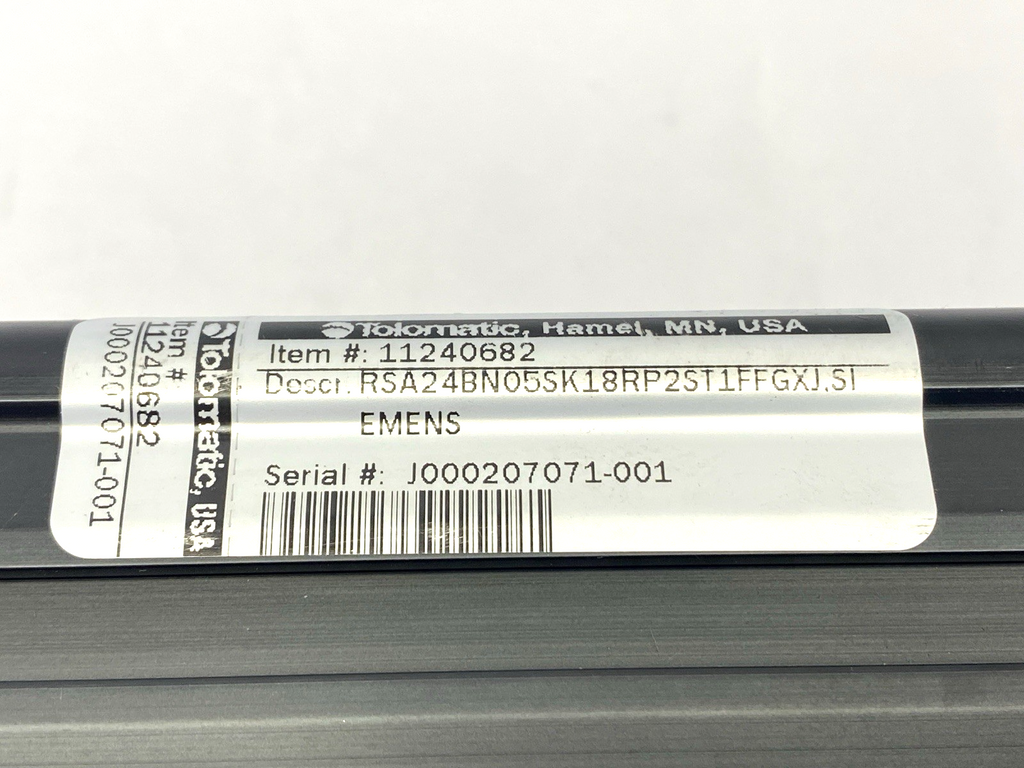 Tolomatic, Hamel, MN, USA
Item #: 11240682
Descr. RSA24BN05SK18RP2ST1FFGXJ.SI
EMENS
Serial #: J000207071-001
Tolomatic, USA
Item #
11240682
J000207071-001